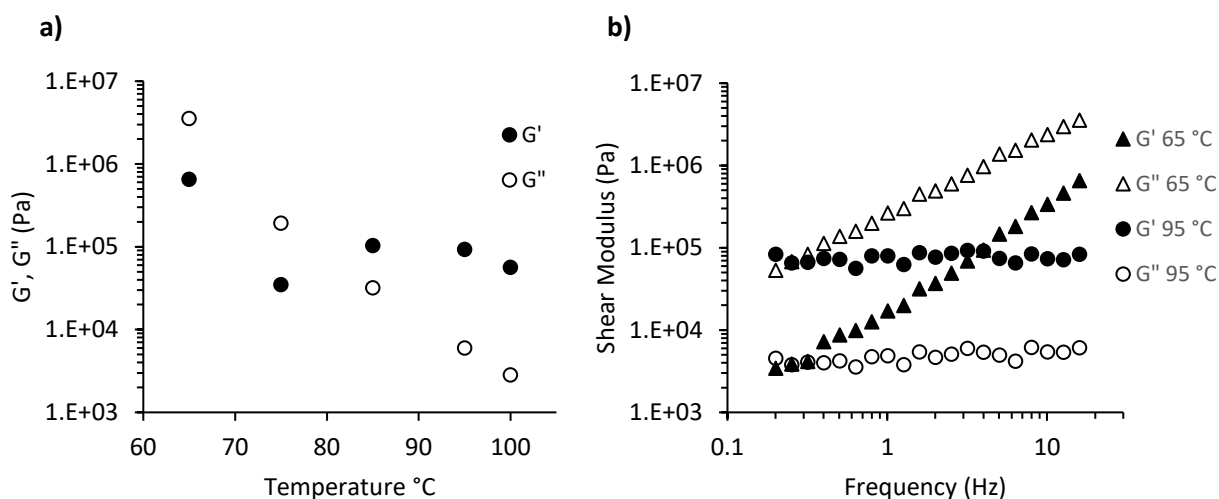 a)
1.E+07
1.E+06
1.E+05
1.E+04
1.E+03
G', G" (Pa)
60
70
80
90
100
Temperature °C
G'
G"
b)
1.E+07
1.E+06
1.E+05
1.E+04
1.E+03
Shear Modulus (Pa)
0.1
1
10
Frequency (Hz)
G' 65 °C
G" 65 °C
G' 95 °C
G" 95 °C